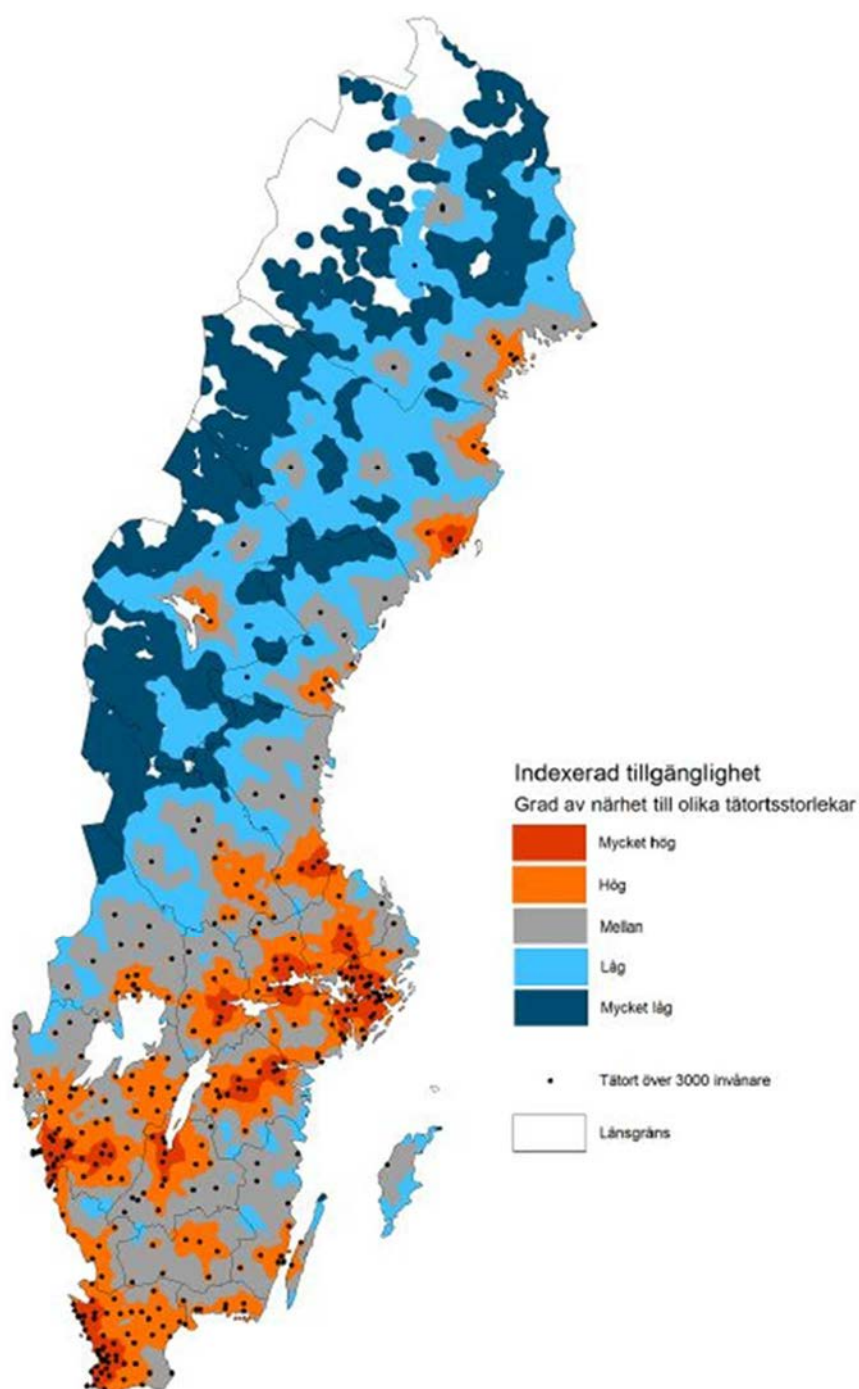 Indexerad tillgänglighet
Grad av närhet till olika tätortsstorlekar
Mycket hög
Hög
Mellan
Låg
Mycket låg
Tätort över 3000 invånare
Länsgräns